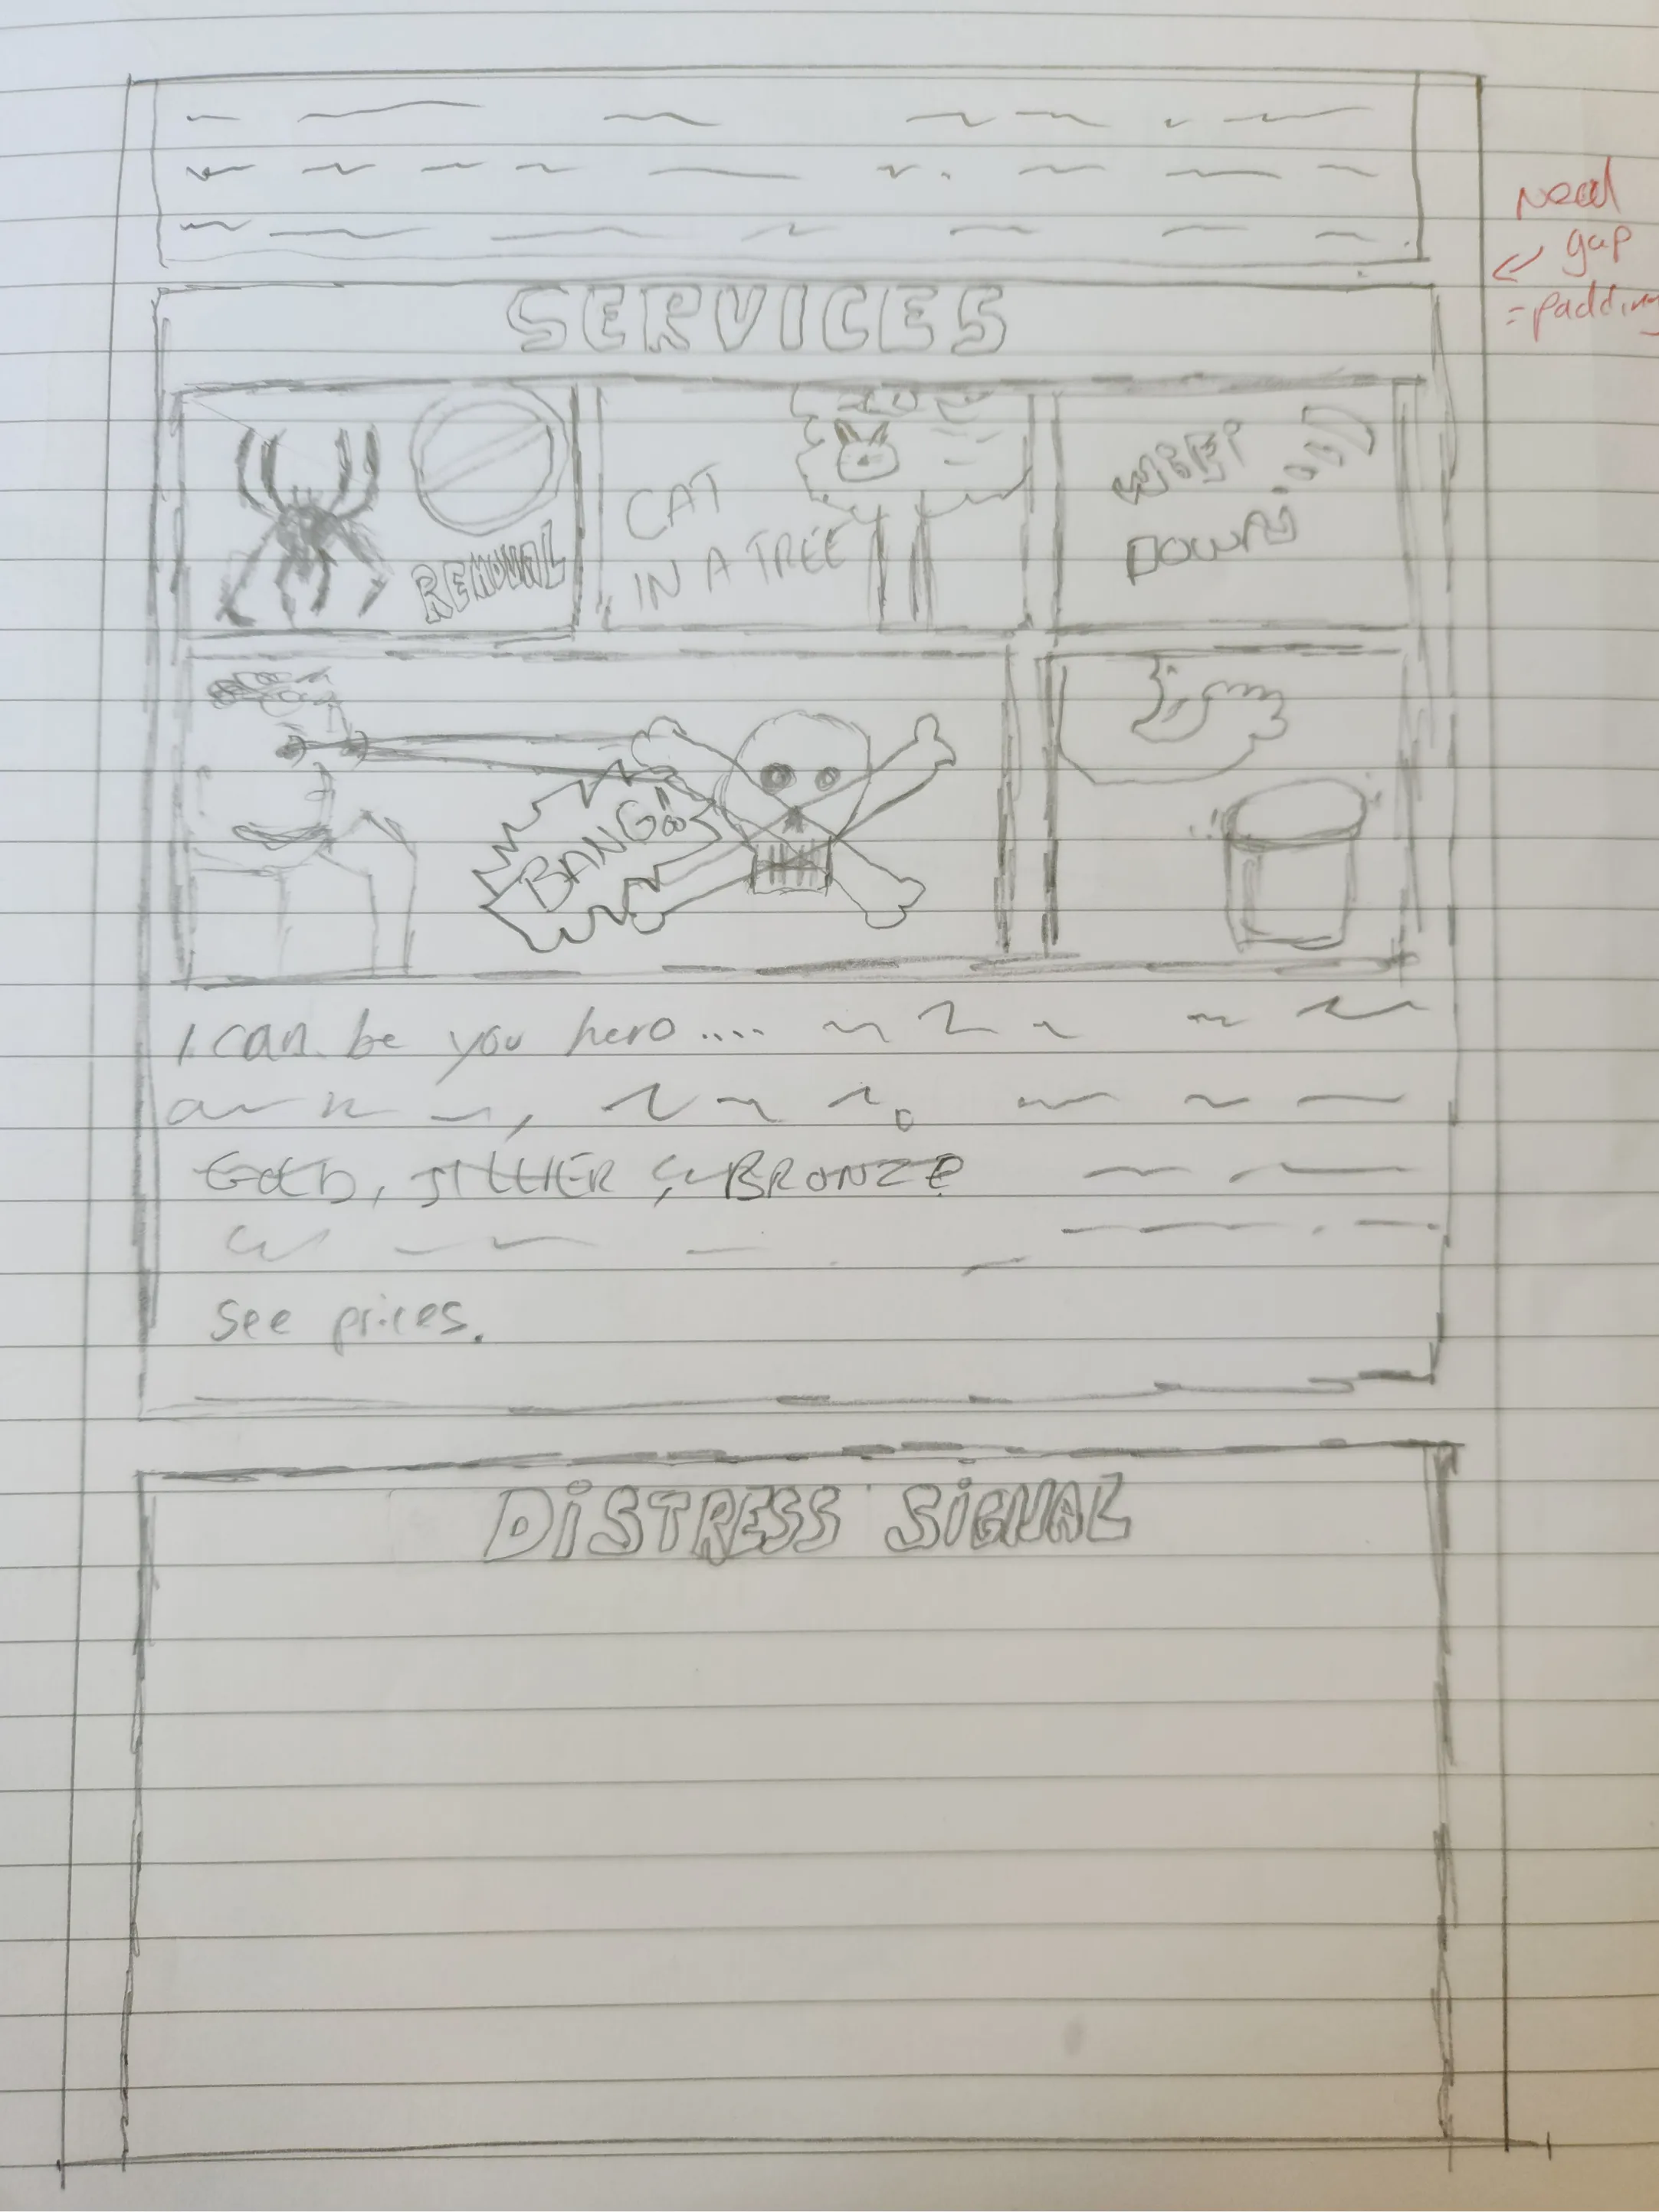 Need
gap
= padding
SERVICES
REMOVAL
CAT
IN A TREE
DOWN
BANG!!
I can be you hero....
GOLD, SILVER & BRONZE
See prices.
DISTRESS SIGNAL